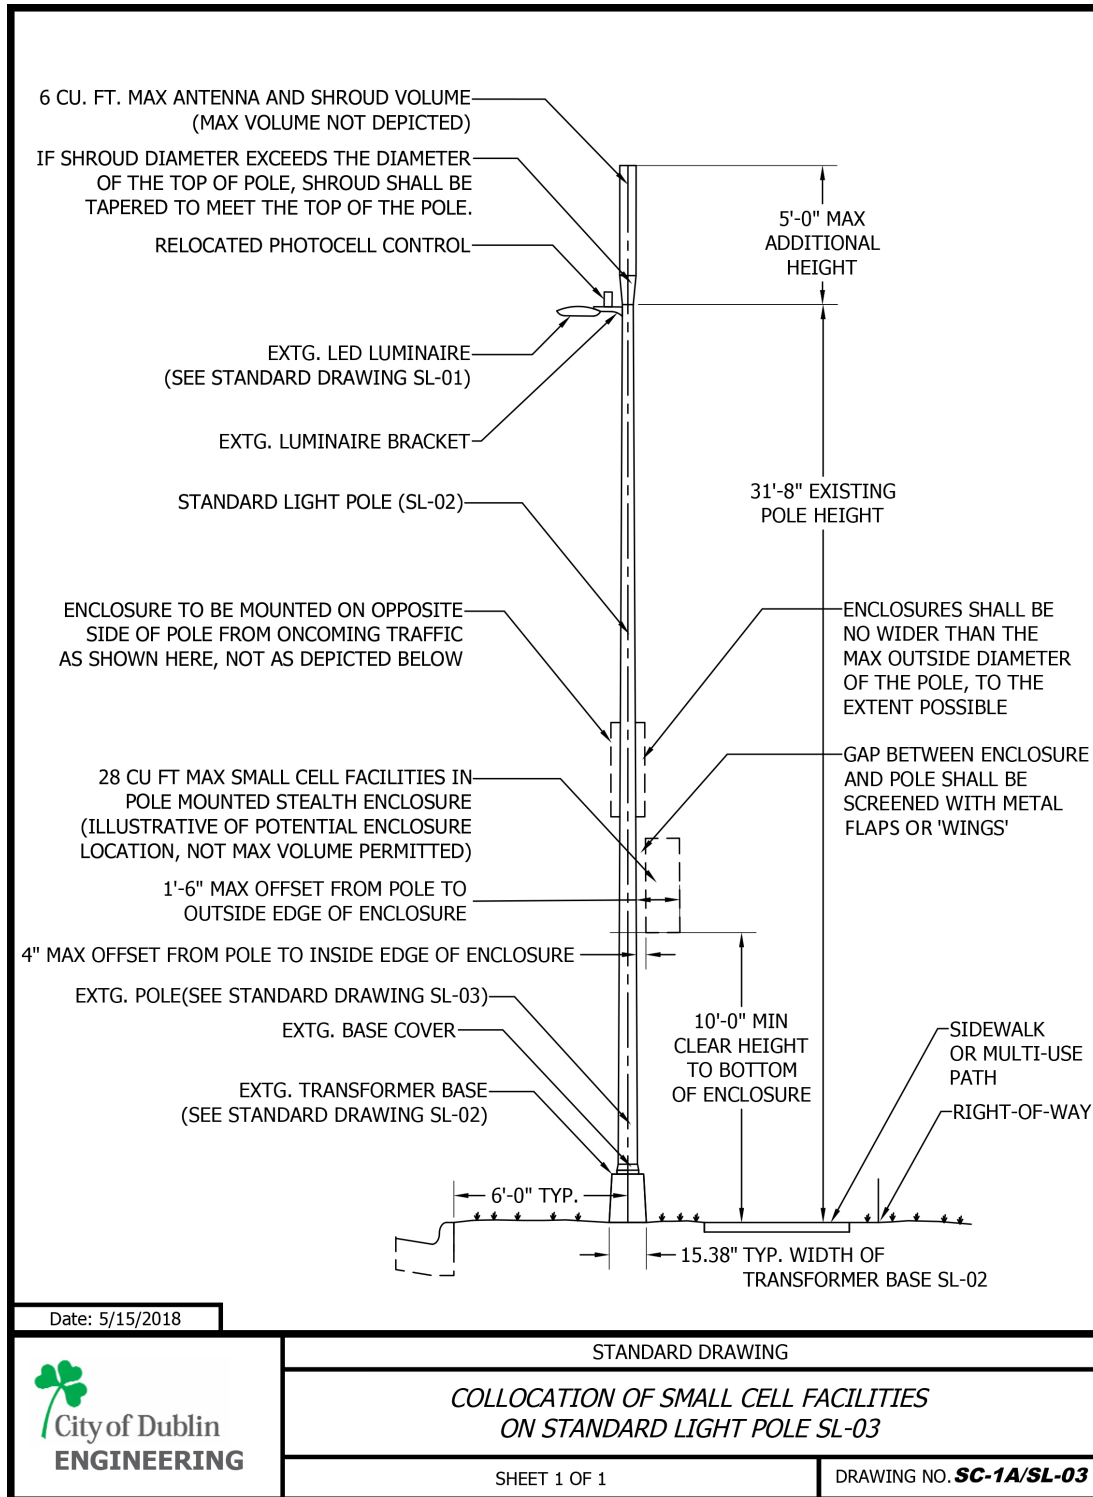 6 CU. FT. MAX ANTENNA AND SHROUD VOLUME
(MAX VOLUME NOT DEPICTED)
IF SHROUD DIAMETER EXCEEDS THE DIAMETER
OF THE TOP OF POLE, SHROUD SHALL BE
TAPERED TO MEET THE TOP OF THE POLE.
RELOCATED PHOTOCELL CONTROL
5'-0" MAX
ADDITIONAL
HEIGHT
EXTG. LED LUMINAIRE
(SEE STANDARD DRAWING SL-01)
EXTG. LUMINAIRE BRACKET
STANDARD LIGHT POLE (SL-02)
31'-8" EXISTING
POLE HEIGHT
ENCLOSURE TO BE MOUNTED ON OPPOSITE
SIDE OF POLE FROM ONCOMING TRAFFIC
AS SHOWN HERE, NOT AS DEPICTED BELOW
ENCLOSURES SHALL BE
NO WIDER THAN THE
MAX OUTSIDE DIAMETER
OF THE POLE, TO THE
EXTENT POSSIBLE
28 CU FT MAX SMALL CELL FACILITIES IN
POLE MOUNTED STEALTH ENCLOSURE
(ILLUSTRATIVE OF POTENTIAL ENCLOSURE
LOCATION, NOT MAX VOLUME PERMITTED)
GAP BETWEEN ENCLOSURE
AND POLE SHALL BE
SCREENED WITH METAL
FLAPS OR 'WINGS'
1'-6" MAX OFFSET FROM POLE TO
OUTSIDE EDGE OF ENCLOSURE
4" MAX OFFSET FROM POLE TO INSIDE EDGE OF ENCLOSURE
EXTG. POLE(SEE STANDARD DRAWING SL-03)
EXTG. BASE COVER
EXTG. TRANSFORMER BASE
(SEE STANDARD DRAWING SL-02)
10'-0" MIN
CLEAR HEIGHT
TO BOTTOM
OF ENCLOSURE
SIDEWALK
OR MULTI-USE
PATH
RIGHT-OF-WAY
6'-0" TYP.
15.38" TYP. WIDTH OF
TRANSFORMER BASE SL-02
Date: 5/15/2018
City of Dublin
ENGINEERING
STANDARD DRAWING
COLLOCATION OF SMALL CELL FACILITIES
ON STANDARD LIGHT POLE SL-03
SHEET 1 OF 1
DRAWING NO. SC-1A/SL-03